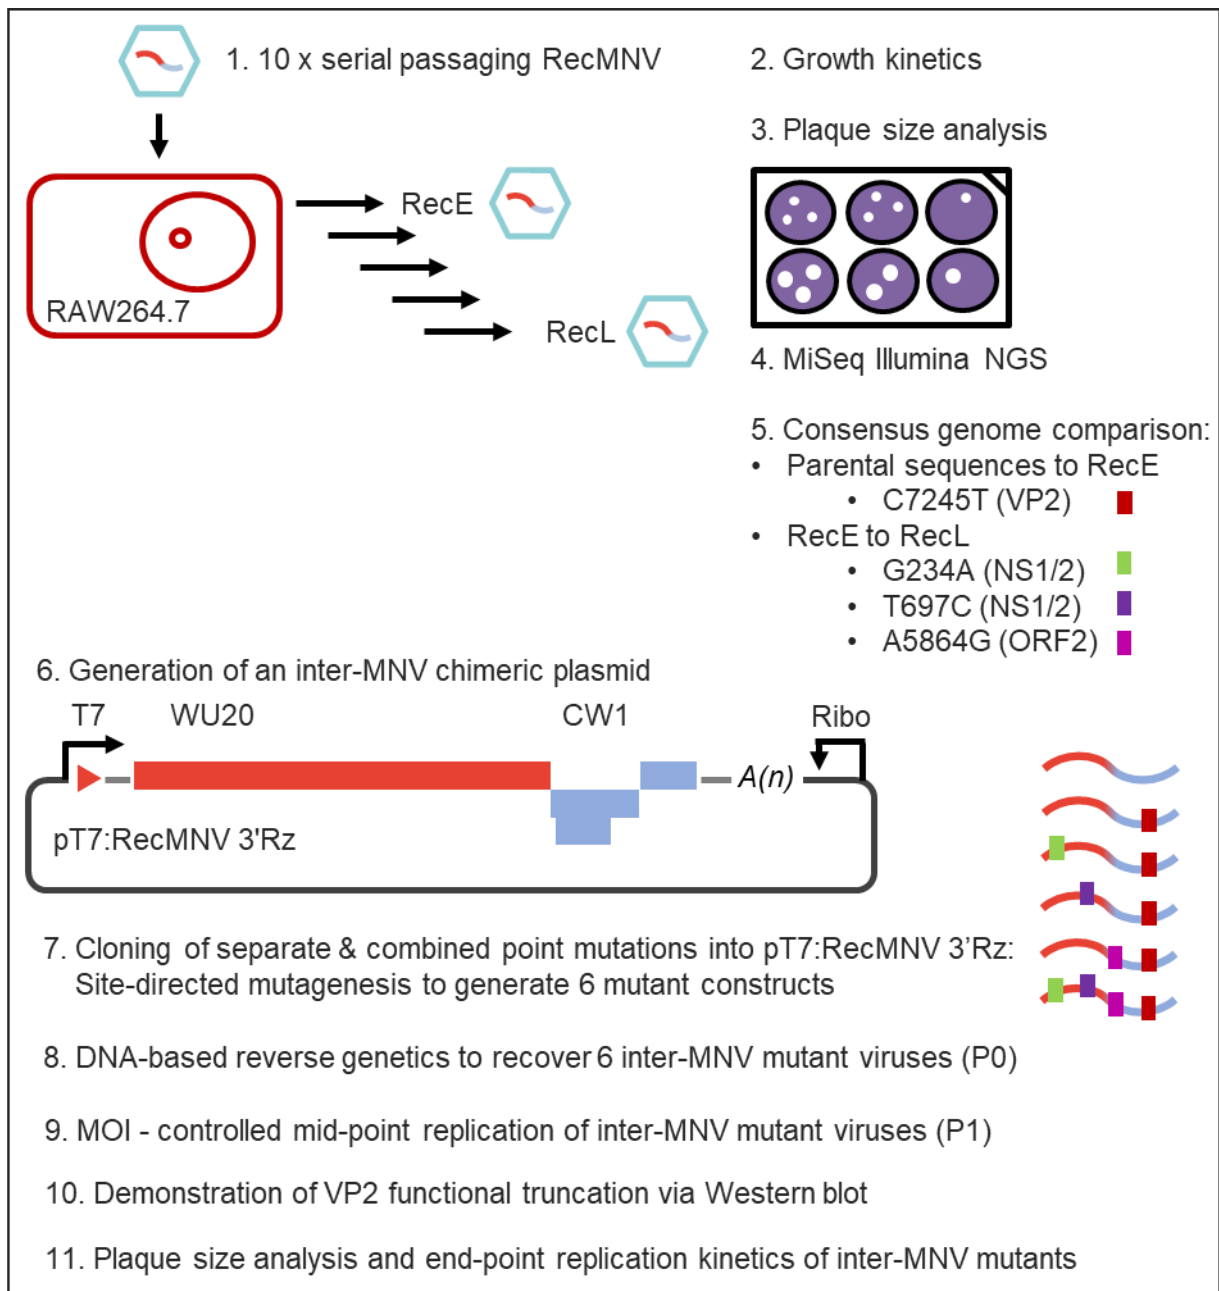 1. 10 x serial passaging RecMNV
RAW264.7
RecE
RecL
2. Growth kinetics
3. Plaque size analysis
4. MiSeq Illumina NGS
5. Consensus genome comparison:
• Parental sequences to RecE
• C7245T (VP2)
• RecE to RecL
• G234A (NS1/2)
• T697C (NS1/2)
• A5864G (ORF2)
6. Generation of an inter-MNV chimeric plasmid
T7 WU20 CW1 Ribo
A(n)
pT7:RecMNV 3'Rz
7. Cloning of separate & combined point mutations into pT7:RecMNV 3’Rz:
Site-directed mutagenesis to generate 6 mutant constructs
8. DNA-based reverse genetics to recover 6 inter-MNV mutant viruses (P0)
9. MOI - controlled mid-point replication of inter-MNV mutant viruses (P1)
10. Demonstration of VP2 functional truncation via Western blot
11. Plaque size analysis and end-point replication kinetics of inter-MNV mutants